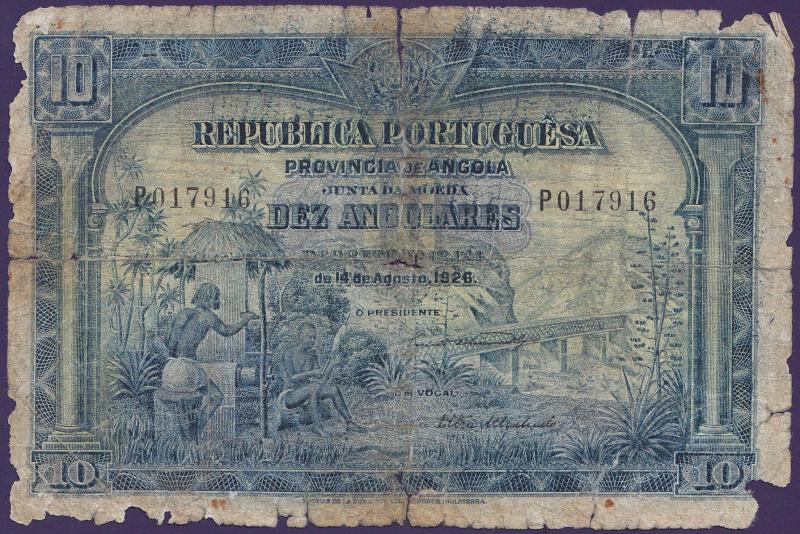 10 10
REPUBLICA PORTUGUÊSA
PROVINCIA DE ANGOLA
JUNTA DA MOEDA
P017916 P017916
DEZ ANGOLARES
de 14 de Agosto, 1926.
O PRESIDENTE
UM VOGAL
10 10